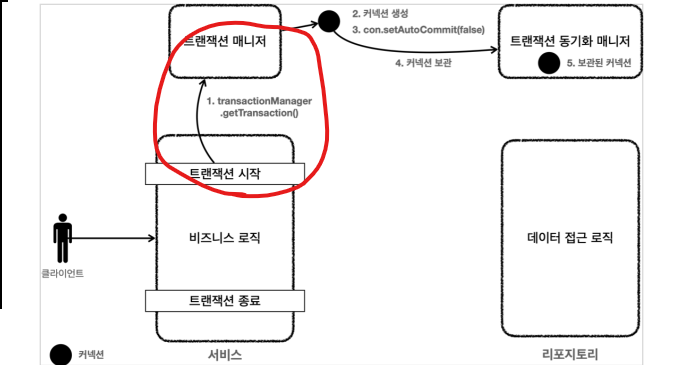 트랜잭션 매니저
2. 커넥션 생성
3. con.setAutoCommit(false)
4. 커넥션 보관
트랜잭션 동기화 매니저
5. 보관된 커넥션
1. transactionManager
.getTransaction()
트랜잭션 시작
비즈니스 로직
데이터 접근 로직
클라이언트
트랜잭션 종료
커넥션
서비스
리포지토리